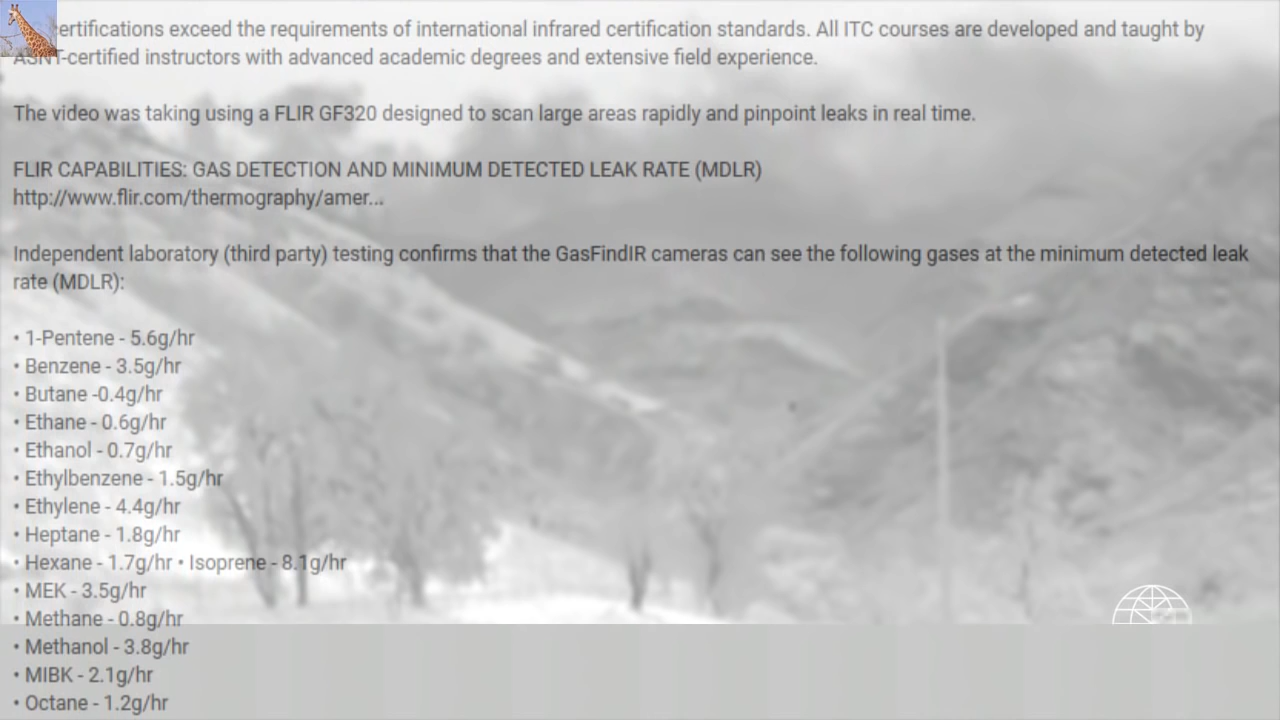 ertifications exceed the requirements of international infrared certification standards. All ITC courses are developed and taught by
ASNT-certified instructors with advanced academic degrees and extensive field experience.
The video was taking using a FLIR GF320 designed to scan large areas rapidly and pinpoint leaks in real time.
FLIR CAPABILITIES: GAS DETECTION AND MINIMUM DETECTED LEAK RATE (MDLR)
http://www.flir.com/thermography/amer...
Independent laboratory (third party) testing confirms that the GasFindIR cameras can see the following gases at the minimum detected leak
rate (MDLR):
• 1-Pentene - 5.6g/hr
• Benzene - 3.5g/hr
• Butane -0.4g/hr
• Ethane - 0.6g/hr
• Ethanol - 0.7g/hr
• Ethylbenzene - 1.5g/hr
• Ethylene - 4.4g/hr
• Heptane - 1.8g/hr
• Hexane - 1.7g/hr • Isoprene - 8.1g/hr
• MEK - 3.5g/hr
• Methane - 0.8g/hr
• Methanol - 3.8g/hr
• MIBK - 2.1g/hr
• Octane - 1.2g/hr